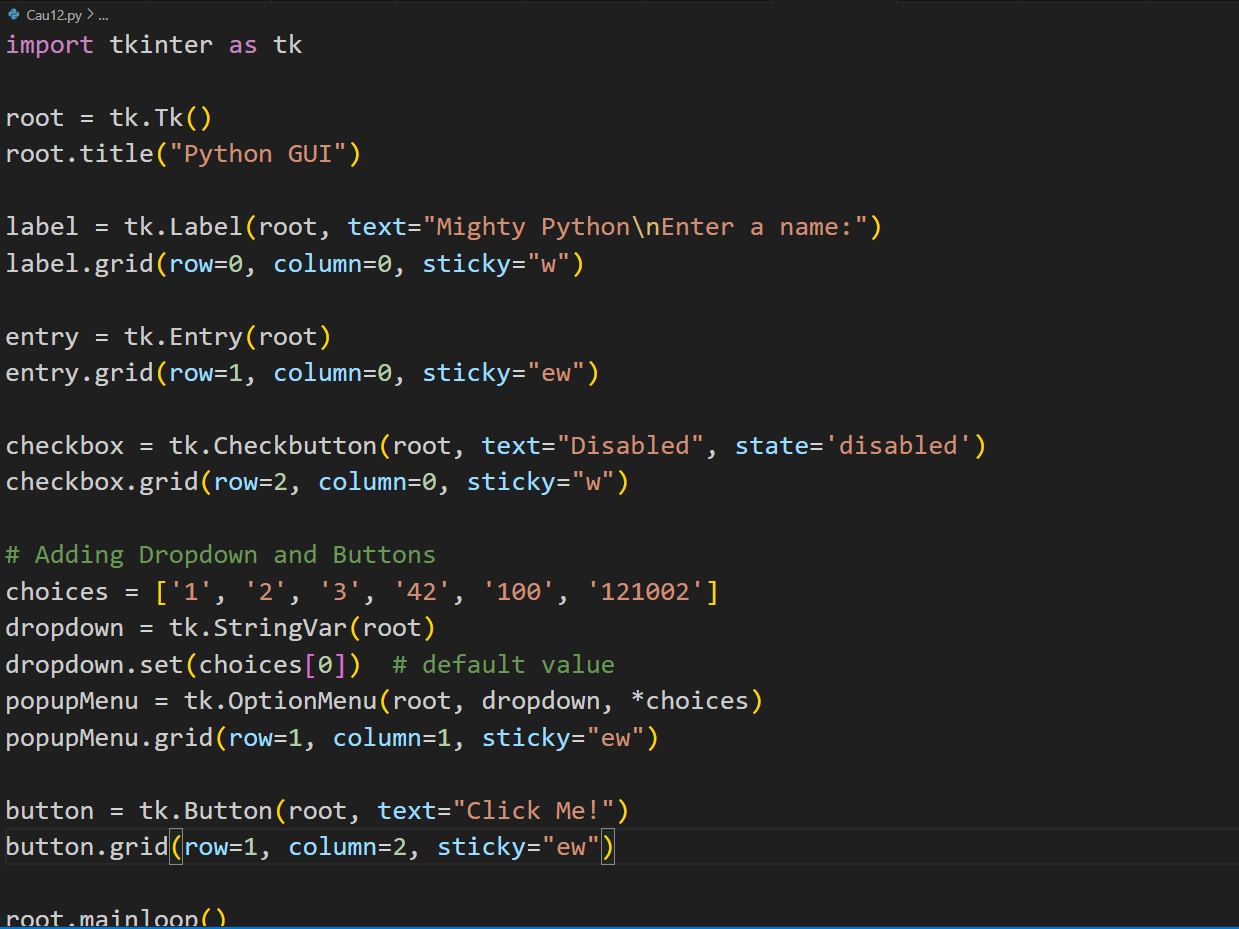 Cau12.py > ...
import tkinter as tk
root = tk.Tk()
root.title("Python GUI")
label = tk.Label(root, text="Mighty Python\nEnter a name:")
label.grid(row=0, column=0, sticky="w")
entry = tk.Entry(root)
entry.grid(row=1, column=0, sticky="ew")
checkbox = tk.Checkbutton(root, text="Disabled", state='disabled')
checkbox.grid(row=2, column=0, sticky="w")
# Adding Dropdown and Buttons
choices = ['1', '2', '3', '42', '100', '121002']
dropdown = tk.StringVar(root)
dropdown.set(choices[0])  # default value
popupMenu = tk.OptionMenu(root, dropdown, *choices)
popupMenu.grid(row=1, column=1, sticky="ew")
button = tk.Button(root, text="Click Me!")
button.grid(row=1, column=2, sticky="ew")
root.mainloop()